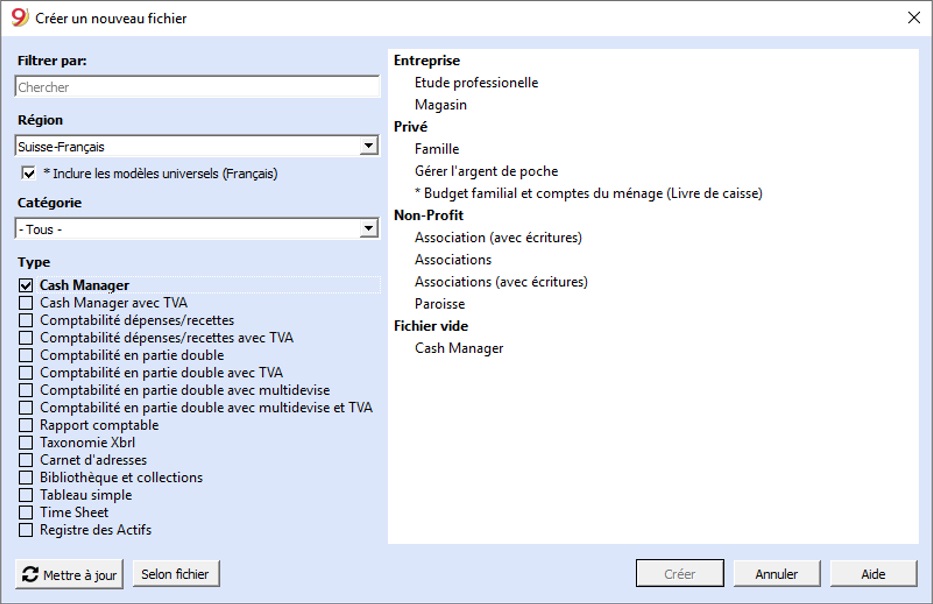 9 Créer un nouveau fichier
Filtrer par:
Chercher
Région
Suisse-Français
* Inclure les modèles universels (Français)
Catégorie
- Tous -
Type
Cash Manager
Cash Manager avec TVA
Comptabilité dépenses/recettes
Comptabilité dépenses/recettes avec TVA
Comptabilité en partie double
Comptabilité en partie double avec TVA
Comptabilité en partie double avec multidevise
Comptabilité en partie double avec multidevise et TVA
Rapport comptable
Taxonomie Xbrl
Carnet d'adresses
Bibliothèque et collections
Tableau simple
Time Sheet
Registre des Actifs
Entreprise
Etude professionelle
Magasin
Privé
Famille
Gérer l'argent de poche
* Budget familial et comptes du ménage (Livre de caisse)
Non-Profit
Association (avec écritures)
Associations
Associations (avec écritures)
Paroisse
Fichier vide
Cash Manager
Mettre à jour
Selon fichier
Créer
Annuler
Aide